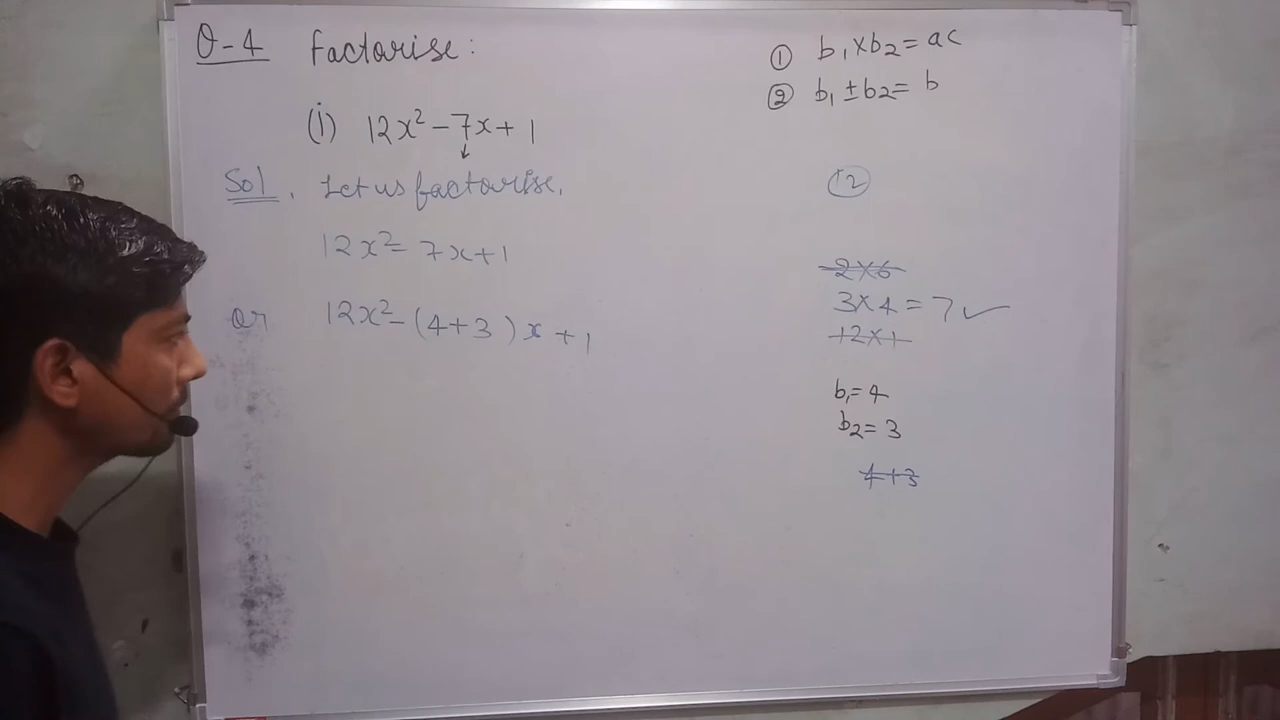 Q-4 Factorise:
(i) 12x² - 7x + 1
Sol. Let us factorise,
12x² - 7x + 1
or 12x² - (4+3)x + 1
① b₁ × b₂ = ac
② b₁ ± b₂ = b
12
2×6
3×4 = 7 ✓
12×1
b₁ = 4
b₂ = 3
4+3